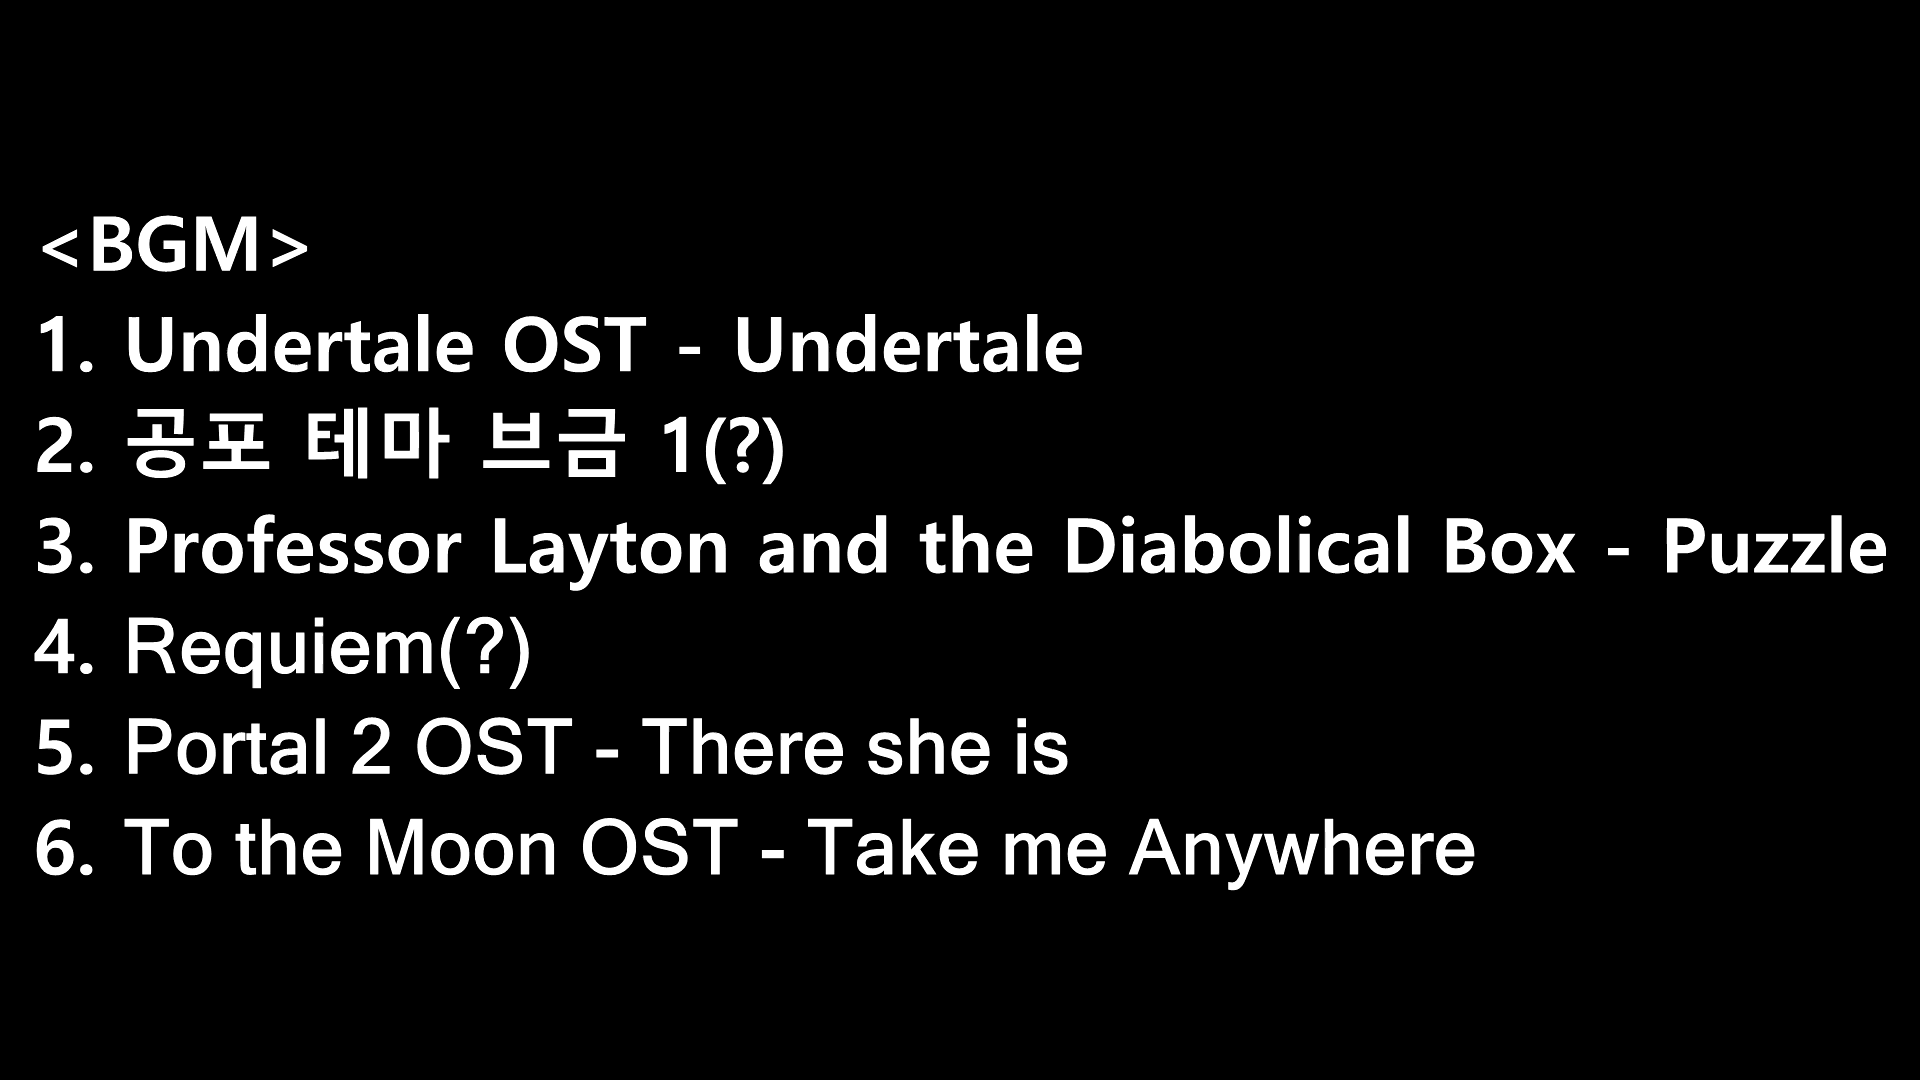 <BGM>
1. Undertale OST - Undertale
2. 공포 테마 브금 1(?)
3. Professor Layton and the Diabolical Box - Puzzle
4. Requiem(?)
5. Portal 2 OST - There she is
6. To the Moon OST - Take me Anywhere